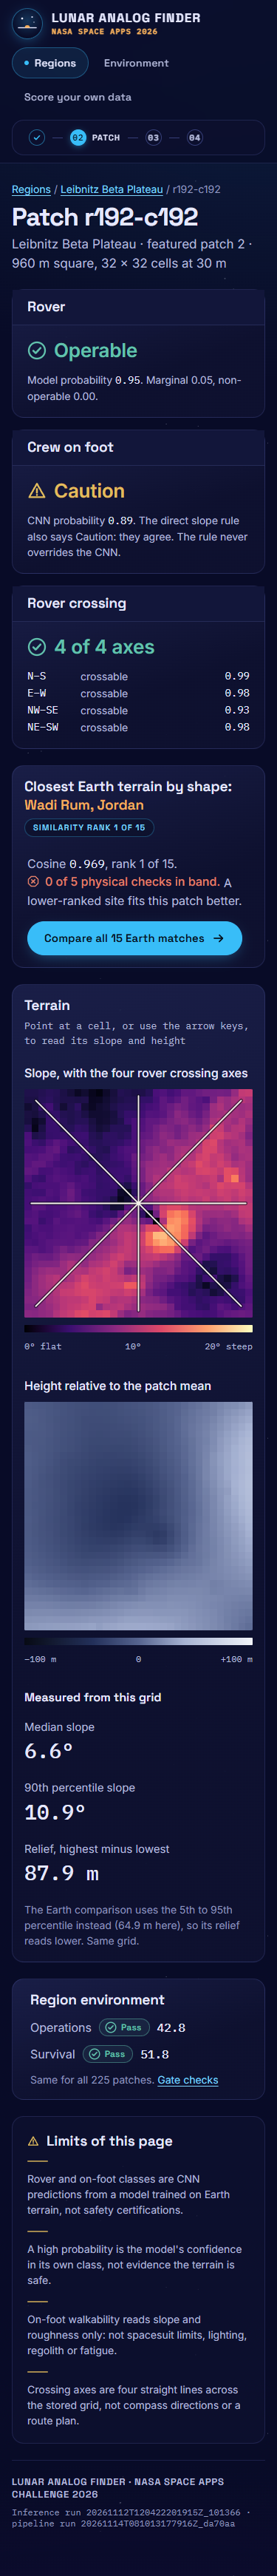 LUNAR ANALOG FINDER
NASA SPACE APPS 2026
Regions
Environment
Score your own data
02 PATCH 03 04
Regions / Leibnitz Beta Plateau / r192-c192
Patch r192-c192
Leibnitz Beta Plateau · featured patch 2 ·
960 m square, 32 × 32 cells at 30 m
Rover
Operable
Model probability 0.95. Marginal 0.05, non-
operable 0.00.
Crew on foot
Caution
CNN probability 0.89. The direct slope rule
also says Caution: they agree. The rule never
overrides the CNN.
Rover crossing
4 of 4 axes
N-S crossable 0.99
E-W crossable 0.98
NW-SE crossable 0.93
NE-SW crossable 0.98
Closest Earth terrain by shape:
Wadi Rum, Jordan
SIMILARITY RANK 1 OF 15
Cosine 0.969, rank 1 of 15.
0 of 5 physical checks in band. A
lower-ranked site fits this patch better.
Compare all 15 Earth matches →
Terrain
Point at a cell, or use the arrow keys,
to read its slope and height
Slope, with the four rover crossing axes
0° flat 10° 20° steep
Height relative to the patch mean
−100 m 0 +100 m
Measured from this grid
Median slope
6.6°
90th percentile slope
10.9°
Relief, highest minus lowest
87.9 m
The Earth comparison uses the 5th to 95th
percentile instead (64.9 m here), so its relief
reads lower. Same grid.
Region environment
Operations Pass 42.8
Survival Pass 51.8
Same for all 225 patches. Gate checks
Limits of this page
Rover and on-foot classes are CNN
predictions from a model trained on Earth
terrain, not safety certifications.
A high probability is the model's confidence
in its own class, not evidence the terrain is
safe.
On-foot walkability reads slope and
roughness only: not spacesuit limits, lighting,
regolith or fatigue.
Crossing axes are four straight lines across
the stored grid, not compass directions or a
route plan.
LUNAR ANALOG FINDER · NASA SPACE APPS
CHALLENGE 2026
Inference run 20261112T120422201915Z_101366 ·
pipeline run 20261114T081013177916Z_da70aa